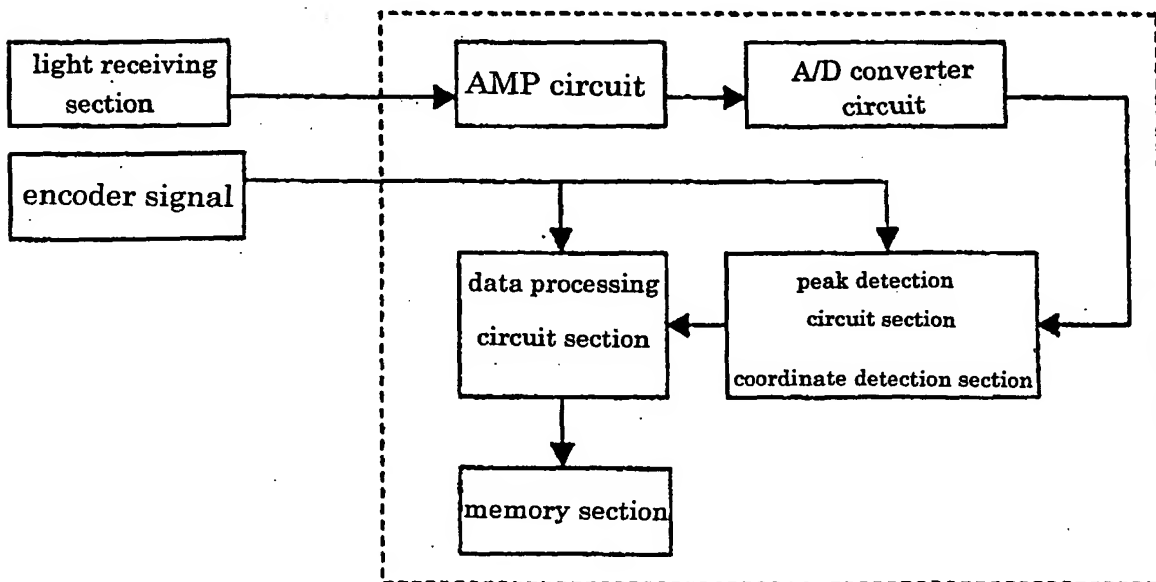 light receiving
section
AMP circuit
A/D converter
circuit
encoder signal
data processing
circuit section
peak detection
circuit section
coordinate detection section
memory section